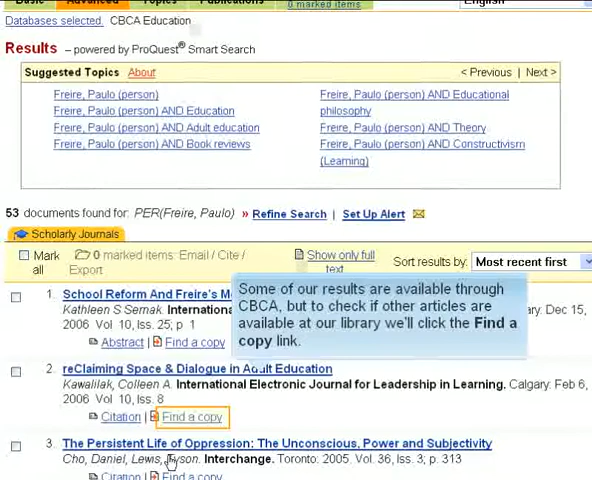 Basic Advanced Topics Publications 0 marked items English
Databases selected: CBCA Education
Results – powered by ProQuest® Smart Search
Suggested Topics About < Previous | Next >
Freire, Paulo (person)
Freire, Paulo (person) AND Education
Freire, Paulo (person) AND Adult education
Freire, Paulo (person) AND Book reviews
Freire, Paulo (person) AND Educational
philosophy
Freire, Paulo (person) AND Theory
Freire, Paulo (person) AND Constructivism
(Learning)
53 documents found for: PER(Freire, Paulo) » Refine Search | Set Up Alert
Scholarly Journals
Mark
all
0 marked items: Email / Cite /
Export
Show only full
text
Sort results by: Most recent first
Some of our results are available through
CBCA, but to check if other articles are
available at our library we'll click the Find a
copy link.
1. School Reform And Freire's M
Kathleen S Sernak. Internationa
2006 Vol 10, Iss. 25; p 1
ng. Dec 15,
Abstract | Find a copy
2. reClaiming Space & Dialogue in Adult Education
Kawalilak, Colleen A. International Electronic Journal for Leadership in Learning. Calgary: Feb 6,
2006 Vol 10, Iss. 8
Citation | Find a copy
3. The Persistent Life of Oppression: The Unconscious, Power and Subjectivity
Cho, Daniel, Lewis, Tyson. Interchange. Toronto: 2005. Vol. 36, Iss. 3; p. 313
Citation | Find a copy